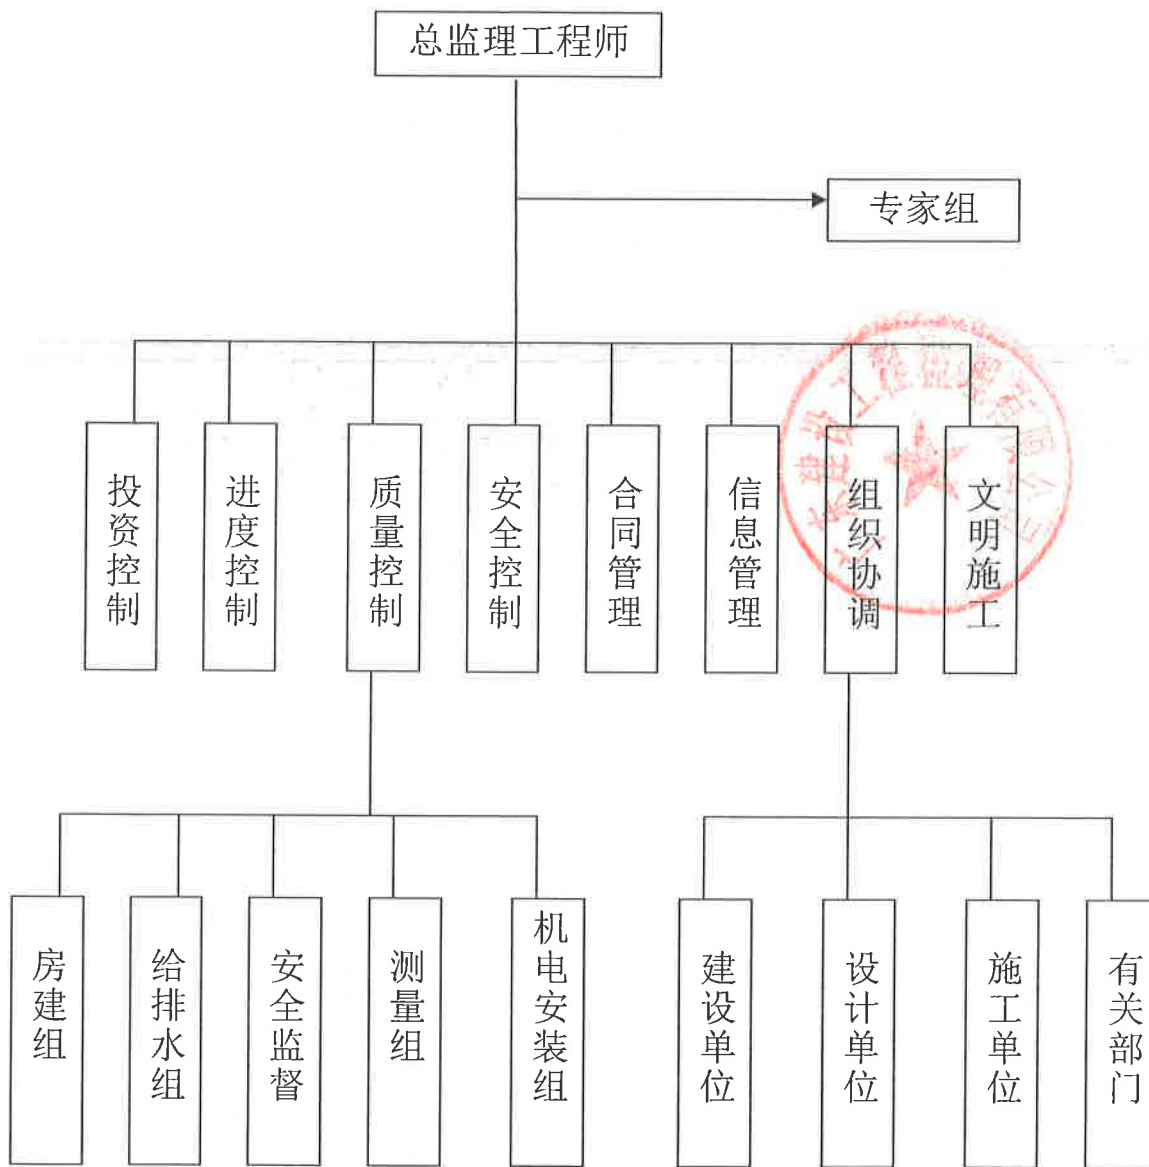 总监理工程师
专家组
投资控制
进度控制
质量控制
安全控制
合同管理
信息管理
组织协调
文明施工
房建组
给排水组
安全监督
测量组
机电安装组
建设单位
设计单位
施工单位
有关部门